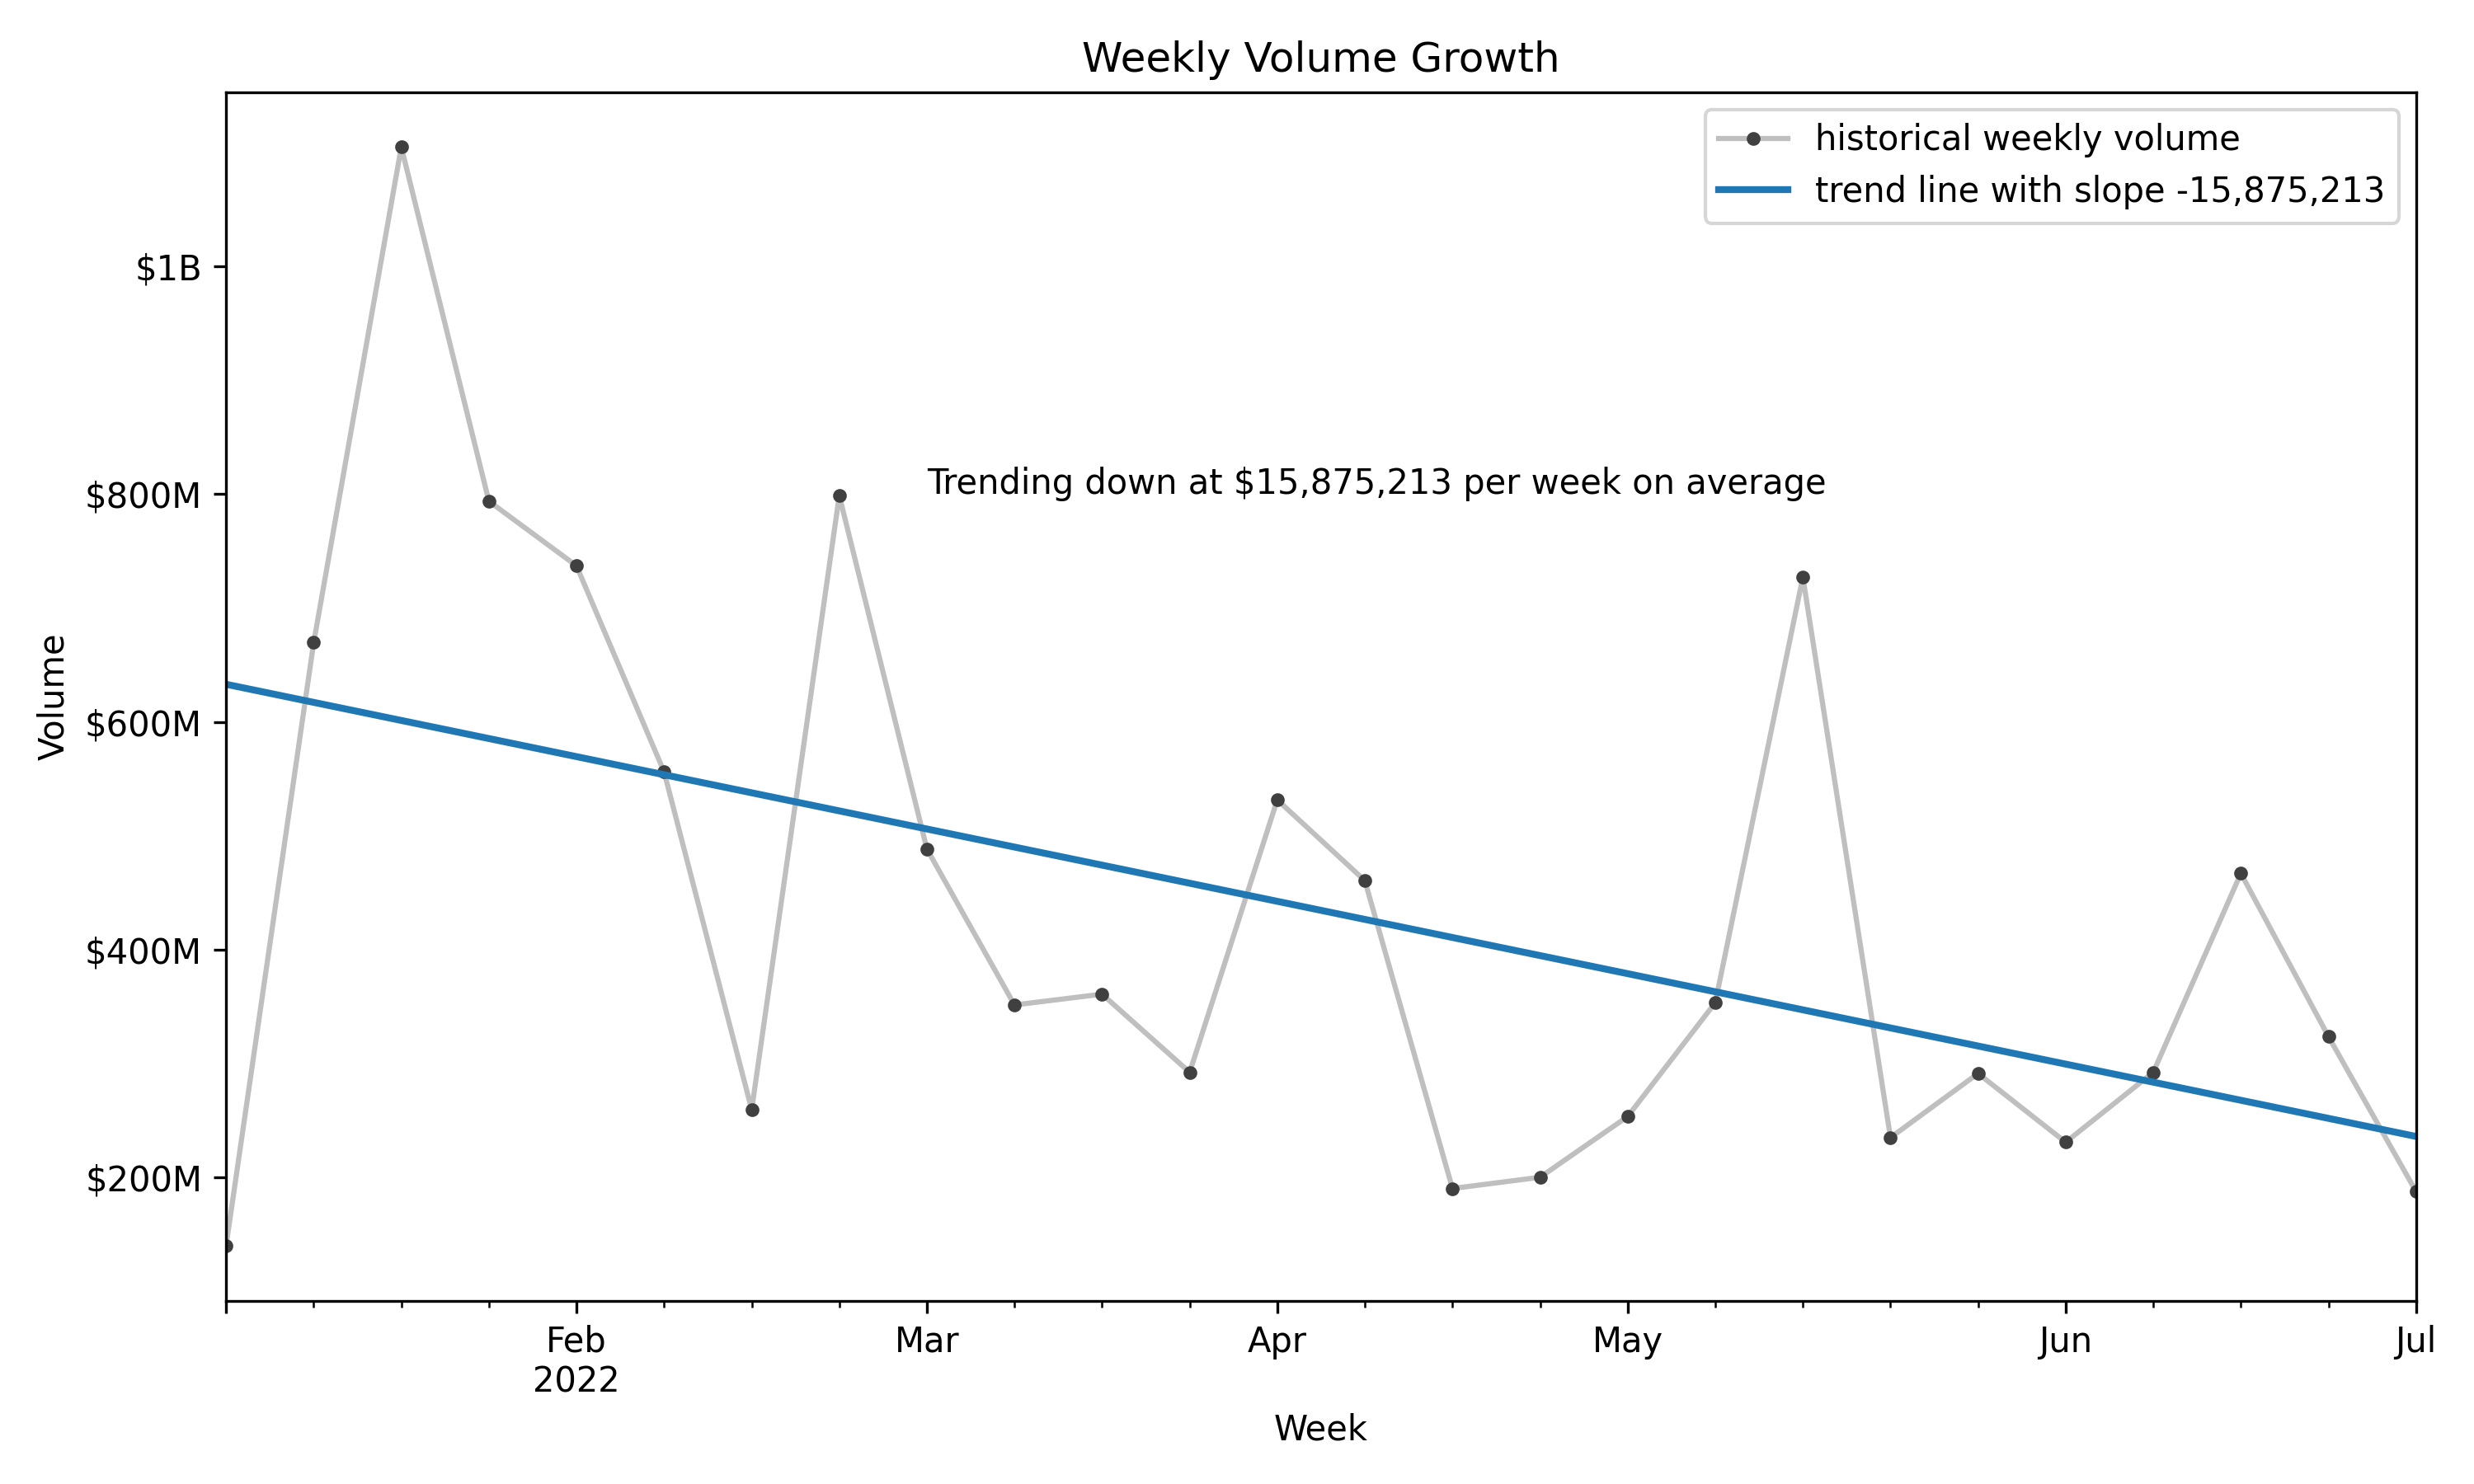 Weekly Volume Growth
historical weekly volume
trend line with slope -15,875,213
$1B
Trending down at $15,875,213 per week on average
$800M
$600M
$400M
$200M
Volume
Feb Mar Apr May Jun Jul
2022
Week